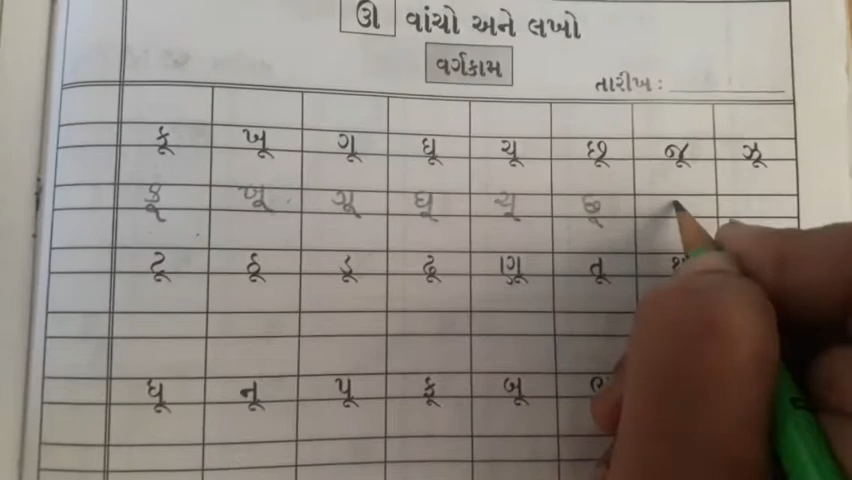 ઊ વાંચો અને લખો
વર્ગકામ
તારીખ :
કૂ ખૂ ગૂ ઘૂ ચૂ છૂ જૂ ઝૂ
કૂ ખૂ ગૂ ઘૂ ચૂ છૂ
ટૂ ઠૂ ડૂ ઢૂ ણૂ તૂ
ધૂ નૂ પૂ ફૂ બૂ